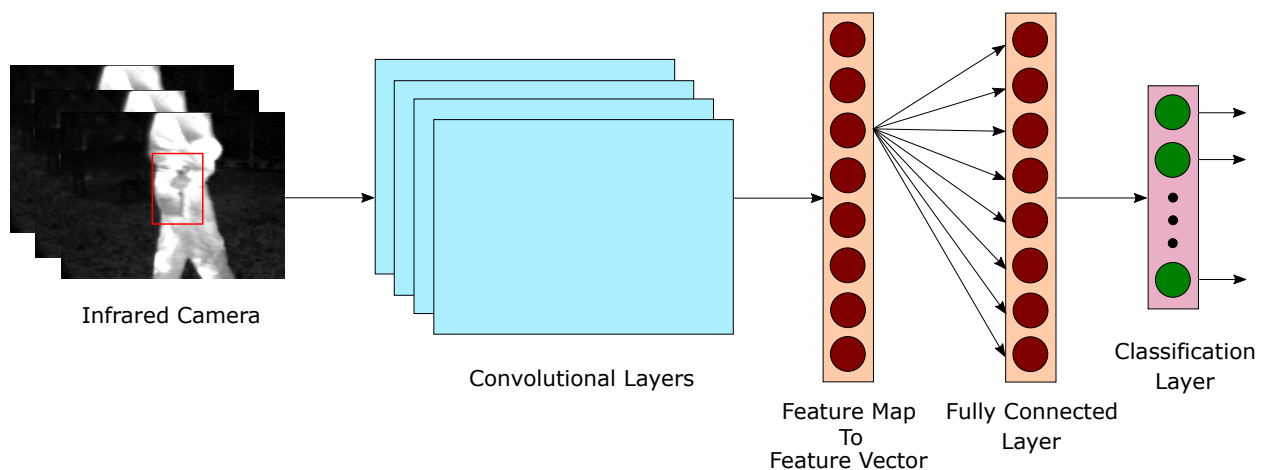 Infrared Camera
Convolutional Layers
Feature Map
To
Feature Vector
Fully Connected
Layer
Classification
Layer